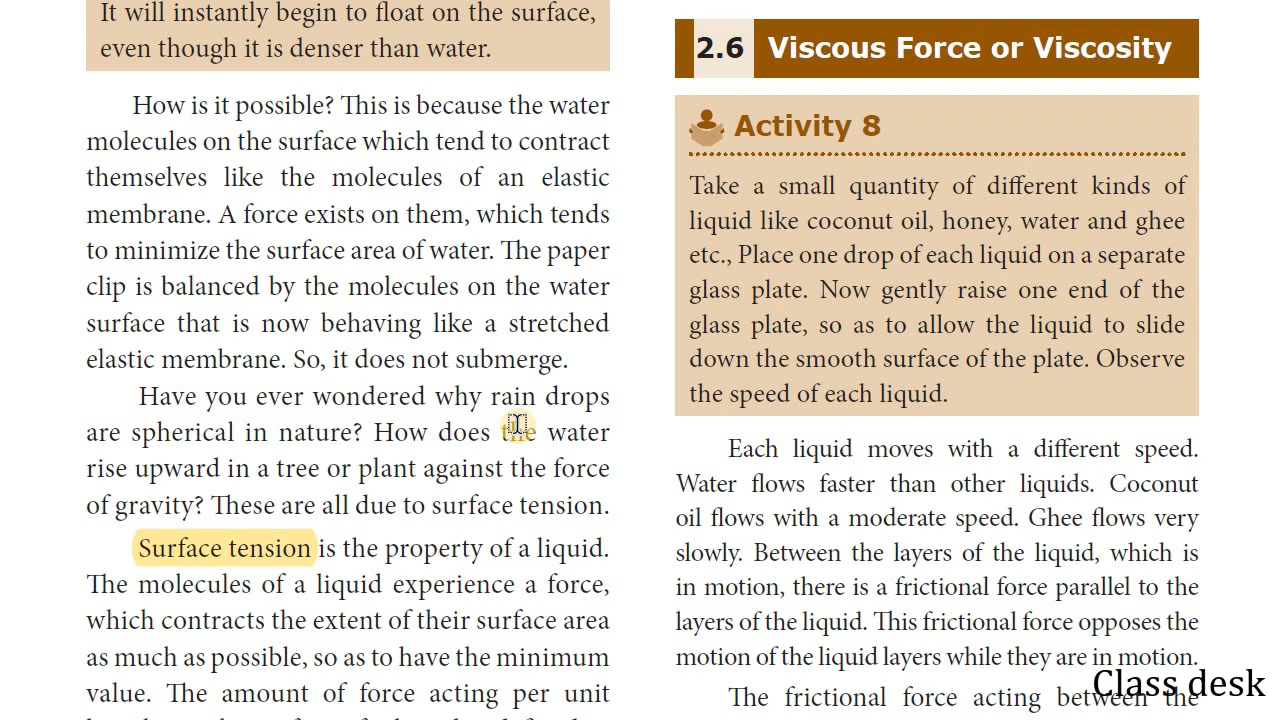 It will instantly begin to float on the surface,
even though it is denser than water.
How is it possible? This is because the water
molecules on the surface which tend to contract
themselves like the molecules of an elastic
membrane. A force exists on them, which tends
to minimize the surface area of water. The paper
clip is balanced by the molecules on the water
surface that is now behaving like a stretched
elastic membrane. So, it does not submerge.
Have you ever wondered why rain drops
are spherical in nature? How does the water
rise upward in a tree or plant against the force
of gravity? These are all due to surface tension.
Surface tension is the property of a liquid.
The molecules of a liquid experience a force,
which contracts the extent of their surface area
as much as possible, so as to have the minimum
value. The amount of force acting per unit
2.6 Viscous Force or Viscosity
Activity 8
Take a small quantity of different kinds of
liquid like coconut oil, honey, water and ghee
etc., Place one drop of each liquid on a separate
glass plate. Now gently raise one end of the
glass plate, so as to allow the liquid to slide
down the smooth surface of the plate. Observe
the speed of each liquid.
Each liquid moves with a different speed.
Water flows faster than other liquids. Coconut
oil flows with a moderate speed. Ghee flows very
slowly. Between the layers of the liquid, which is
in motion, there is a frictional force parallel to the
layers of the liquid. This frictional force opposes the
motion of the liquid layers while they are in motion.
The frictional force acting between the
Class desk